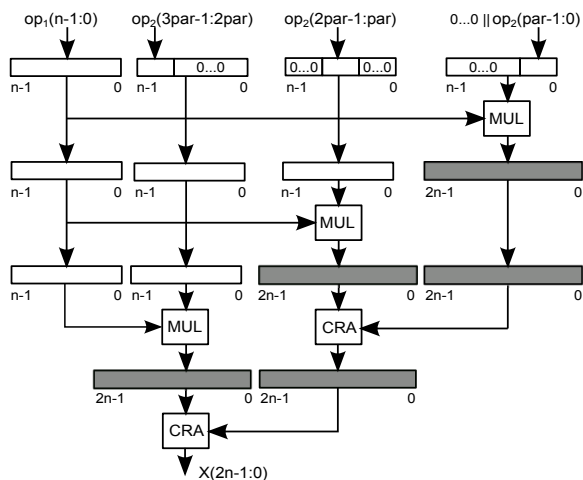 op₁(n-1:0) op₂(3par-1:2par) op₂(2par-1:par) 0...0 || op₂(par-1:0)
0...0 0...0 0...0 0...0
n-1 0 n-1 0 n-1 0 n-1 0
MUL
n-1 0 n-1 0 n-1 0 2n-1 0
MUL
n-1 0 n-1 0 2n-1 0 2n-1 0
MUL CRA
2n-1 0 2n-1 0
CRA
X(2n-1:0)